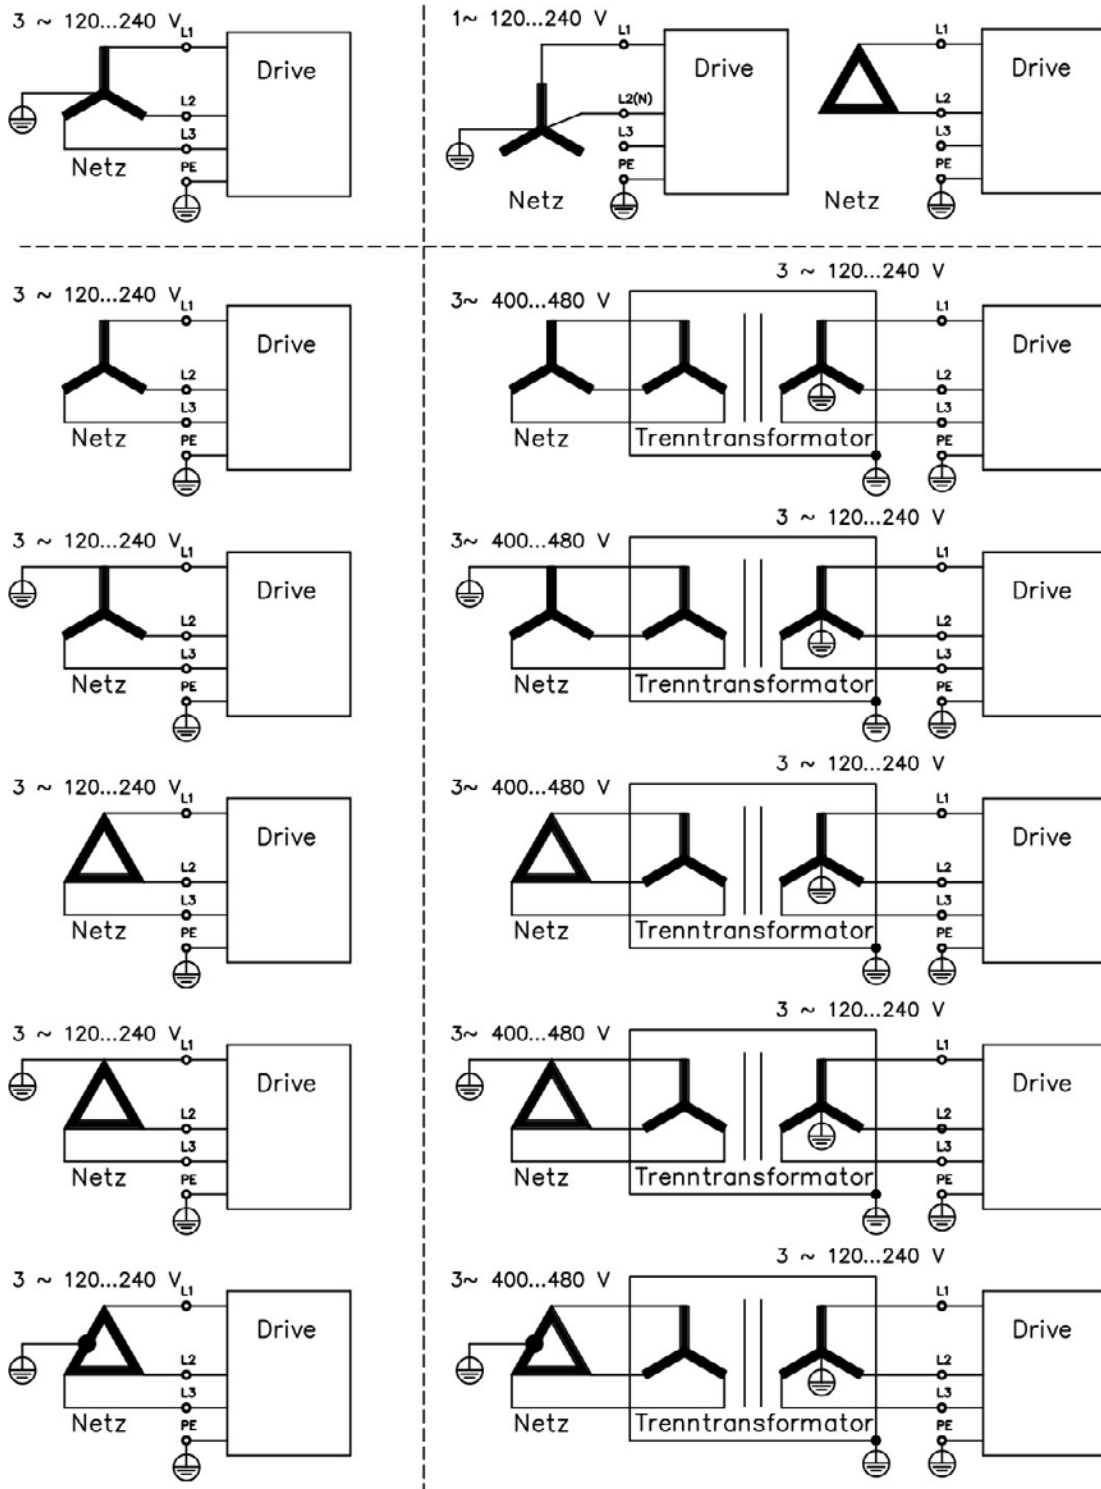 3 ~ 120...240 V
L1
Drive
L2
L3
Netz
PE
1~ 120...240 V
L1
Drive
L2(N)
L3
PE
Netz
L1
Drive
L2
L3
PE
Netz
3 ~ 120...240 V
L1
Drive
L2
L3
Netz
PE
3 ~ 120...240 V
3~ 400...480 V
L1
Drive
L2
L3
Netz
Trenntransformator
PE
3 ~ 120...240 V
L1
Drive
L2
L3
Netz
PE
3 ~ 120...240 V
3~ 400...480 V
L1
Drive
L2
L3
Netz
Trenntransformator
PE
3 ~ 120...240 V
L1
Drive
L2
L3
Netz
PE
3 ~ 120...240 V
3~ 400...480 V
L1
Drive
L2
L3
Netz
Trenntransformator
PE
3 ~ 120...240 V
L1
Drive
L2
L3
Netz
PE
3 ~ 120...240 V
3~ 400...480 V
L1
Drive
L2
L3
Netz
Trenntransformator
PE
3 ~ 120...240 V
L1
Drive
L2
L3
Netz
PE
3 ~ 120...240 V
3~ 400...480 V
L1
Drive
L2
L3
Netz
Trenntransformator
PE